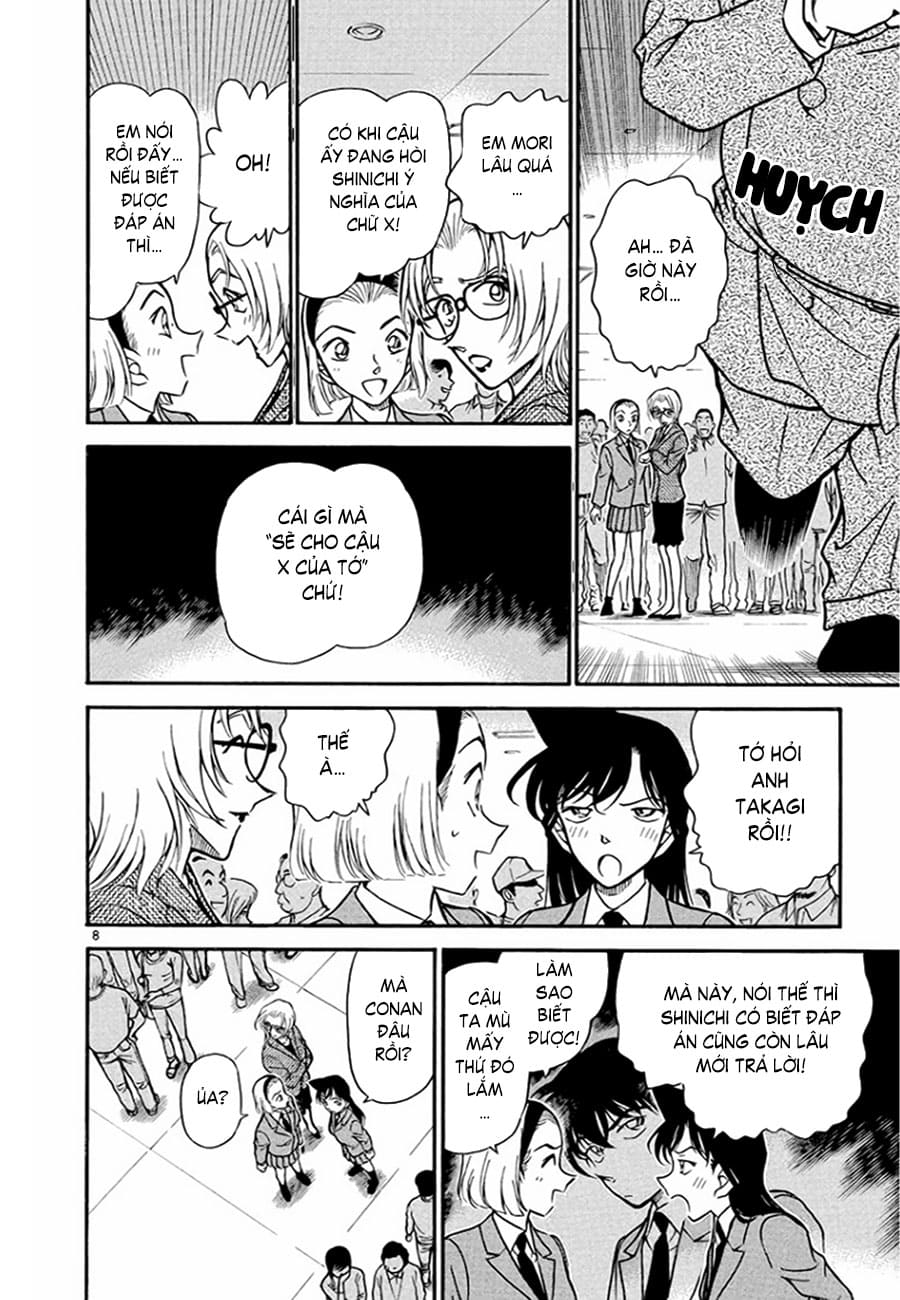 HUỴCH
AH... ĐÃ
GIỜ NÀY
RỒI...
EM MORI
LÂU QUÁ
...
CÓ KHI CẬU
ẤY ĐANG HỎI
SHINICHI Ý
NGHĨA CỦA
CHỮ X!
OH!
EM NÓI
RỒI ĐẤY...
NẾU BIẾT
ĐƯỢC
ĐÁP ÁN
THÌ...
CÁI GÌ MÀ
"SẼ CHO CẬU
X CỦA TỚ"
CHỨ!
TỚ HỎI
ANH
TAKAGI
RỒI!!
THẾ
À...
8
MÀ NÀY, NÓI THẾ THÌ
SHINICHI CÓ BIẾT ĐÁP
ÁN CŨNG CÒN LÂU
MỚI TRẢ LỜI!
LÀM
SAO
BIẾT
ĐƯỢC!
CẬU
TA MÙ
MẤY
THỨ ĐÓ
LẮM
...
MÀ
CONAN
ĐÂU
RỒI?
ỦA?